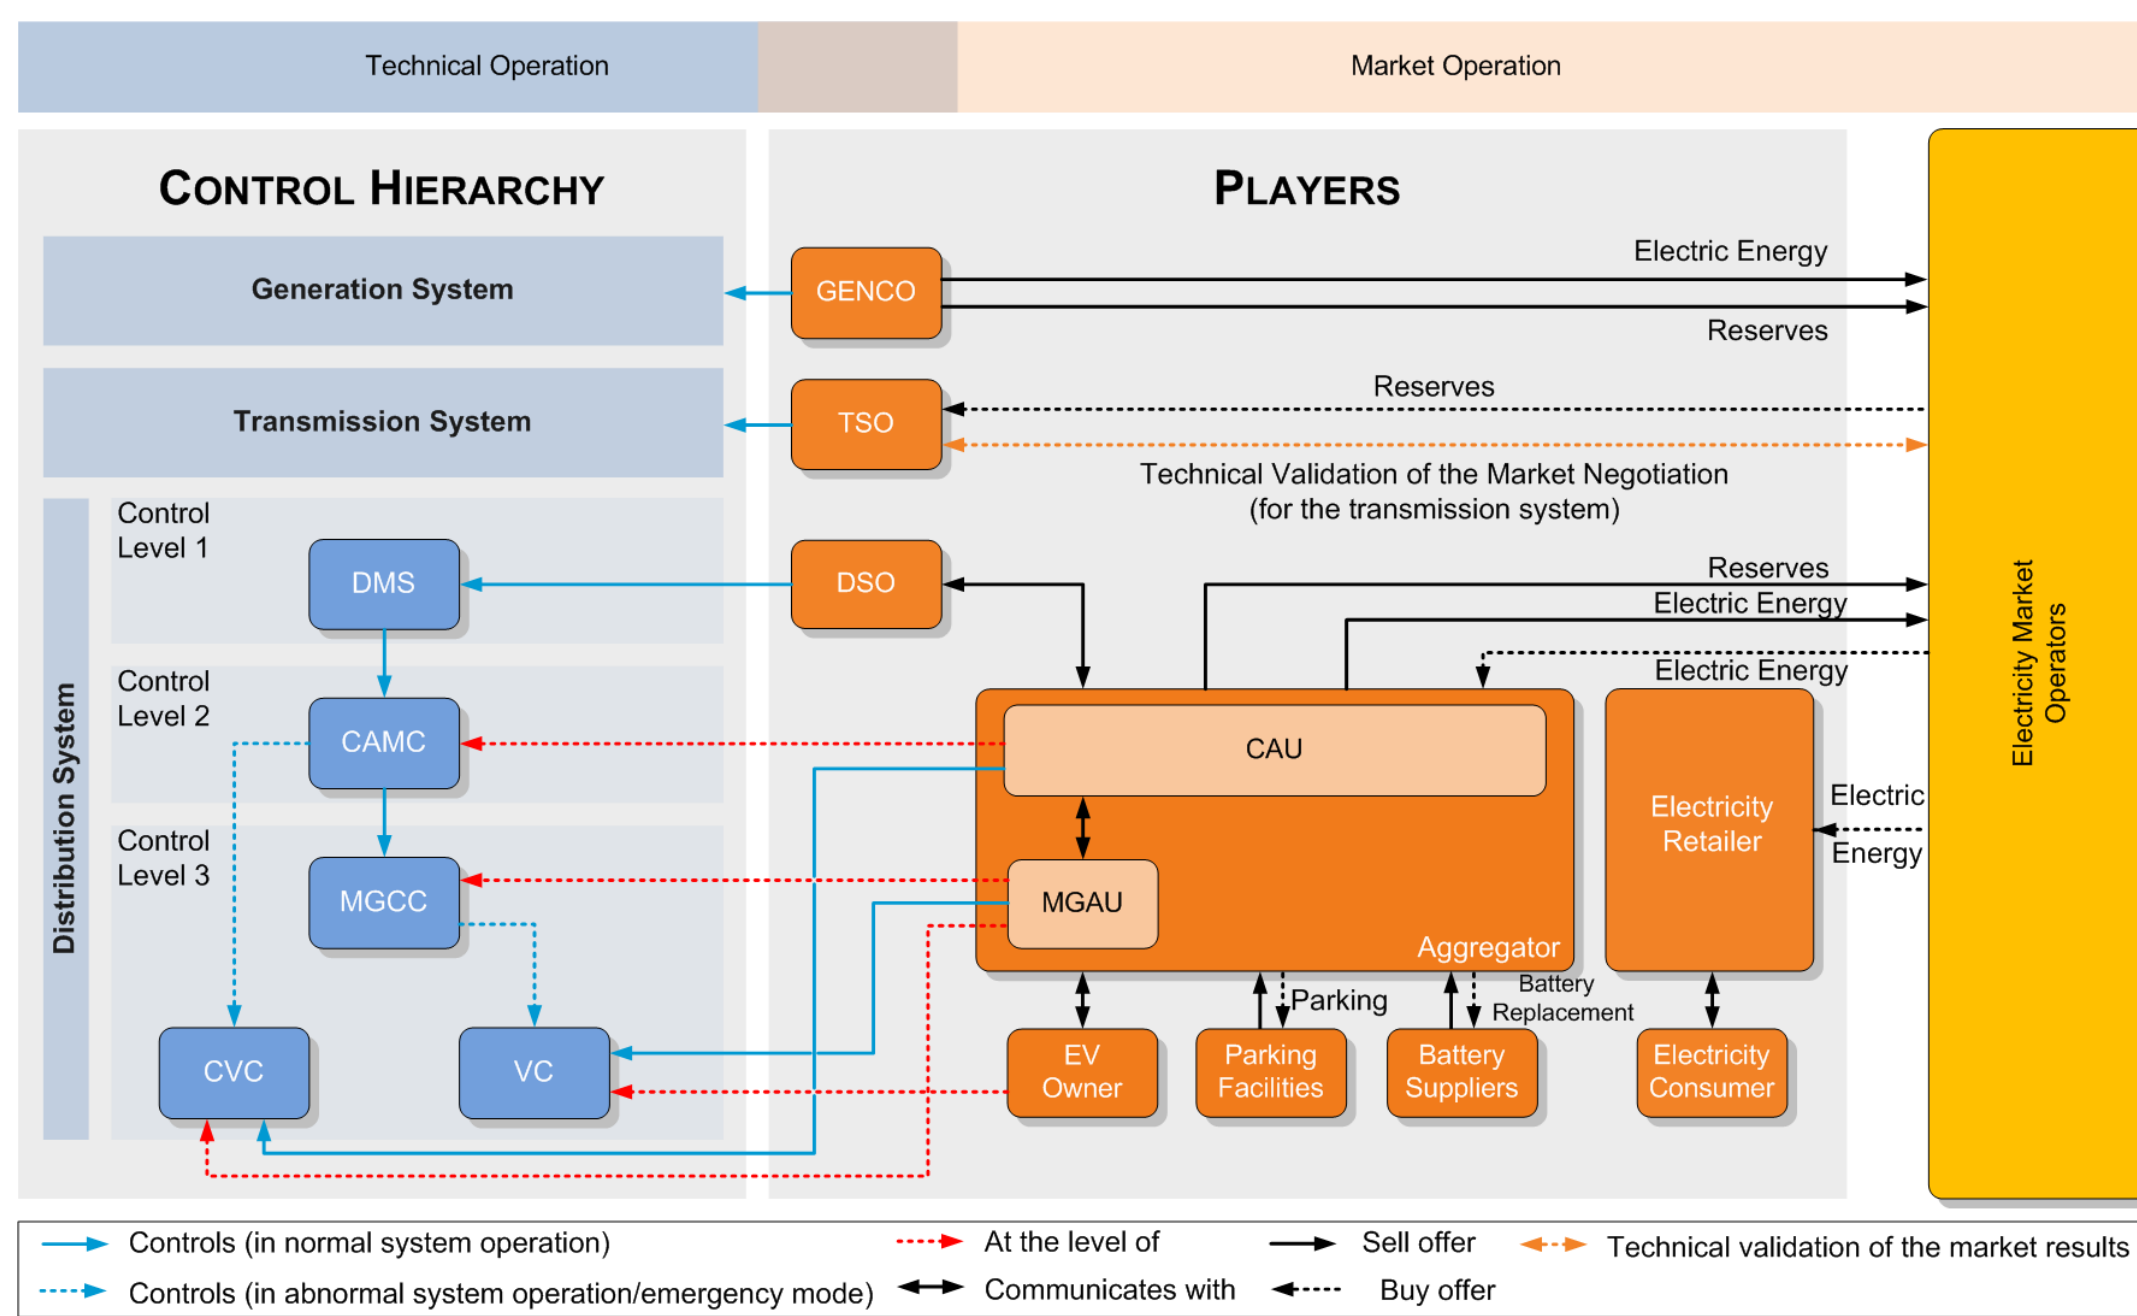 Technical Operation
Market Operation
CONTROL HIERARCHY
PLAYERS
Generation System
GENCO
Electric Energy
Reserves
Transmission System
TSO
Reserves
Technical Validation of the Market Negotiation
(for the transmission system)
Distribution System
Control
Level 1
DMS
DSO
Reserves
Electric Energy
Electric Energy
Electricity Market
Operators
Control
Level 2
CAMC
CAU
Electricity
Retailer
Electric
Energy
Control
Level 3
MGCC
MGAU
Aggregator
Parking
Battery
Replacement
CVC
VC
EV
Owner
Parking
Facilities
Battery
Suppliers
Electricity
Consumer
Controls (in normal system operation)
At the level of
Sell offer
Technical validation of the market results
Controls (in abnormal system operation/emergency mode)
Communicates with
Buy offer